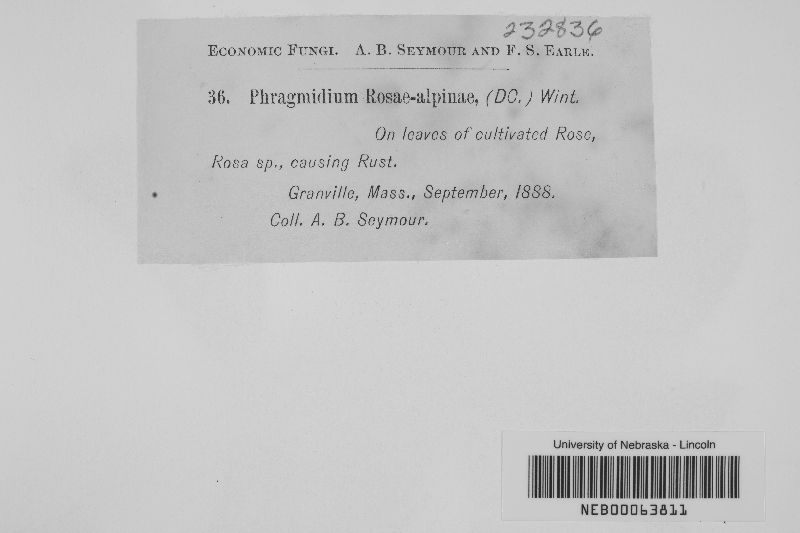 232836
Economic Fungi. A. B. Seymour and F. S. Earle.
36. Phragmidium Rosae-alpinae, (DC.) Wint.
On leaves of cultivated Rose,
Rosa sp., causing Rust.
Granville, Mass., September, 1888.
Coll. A. B. Seymour.
University of Nebraska - Lincoln
NEB00063811